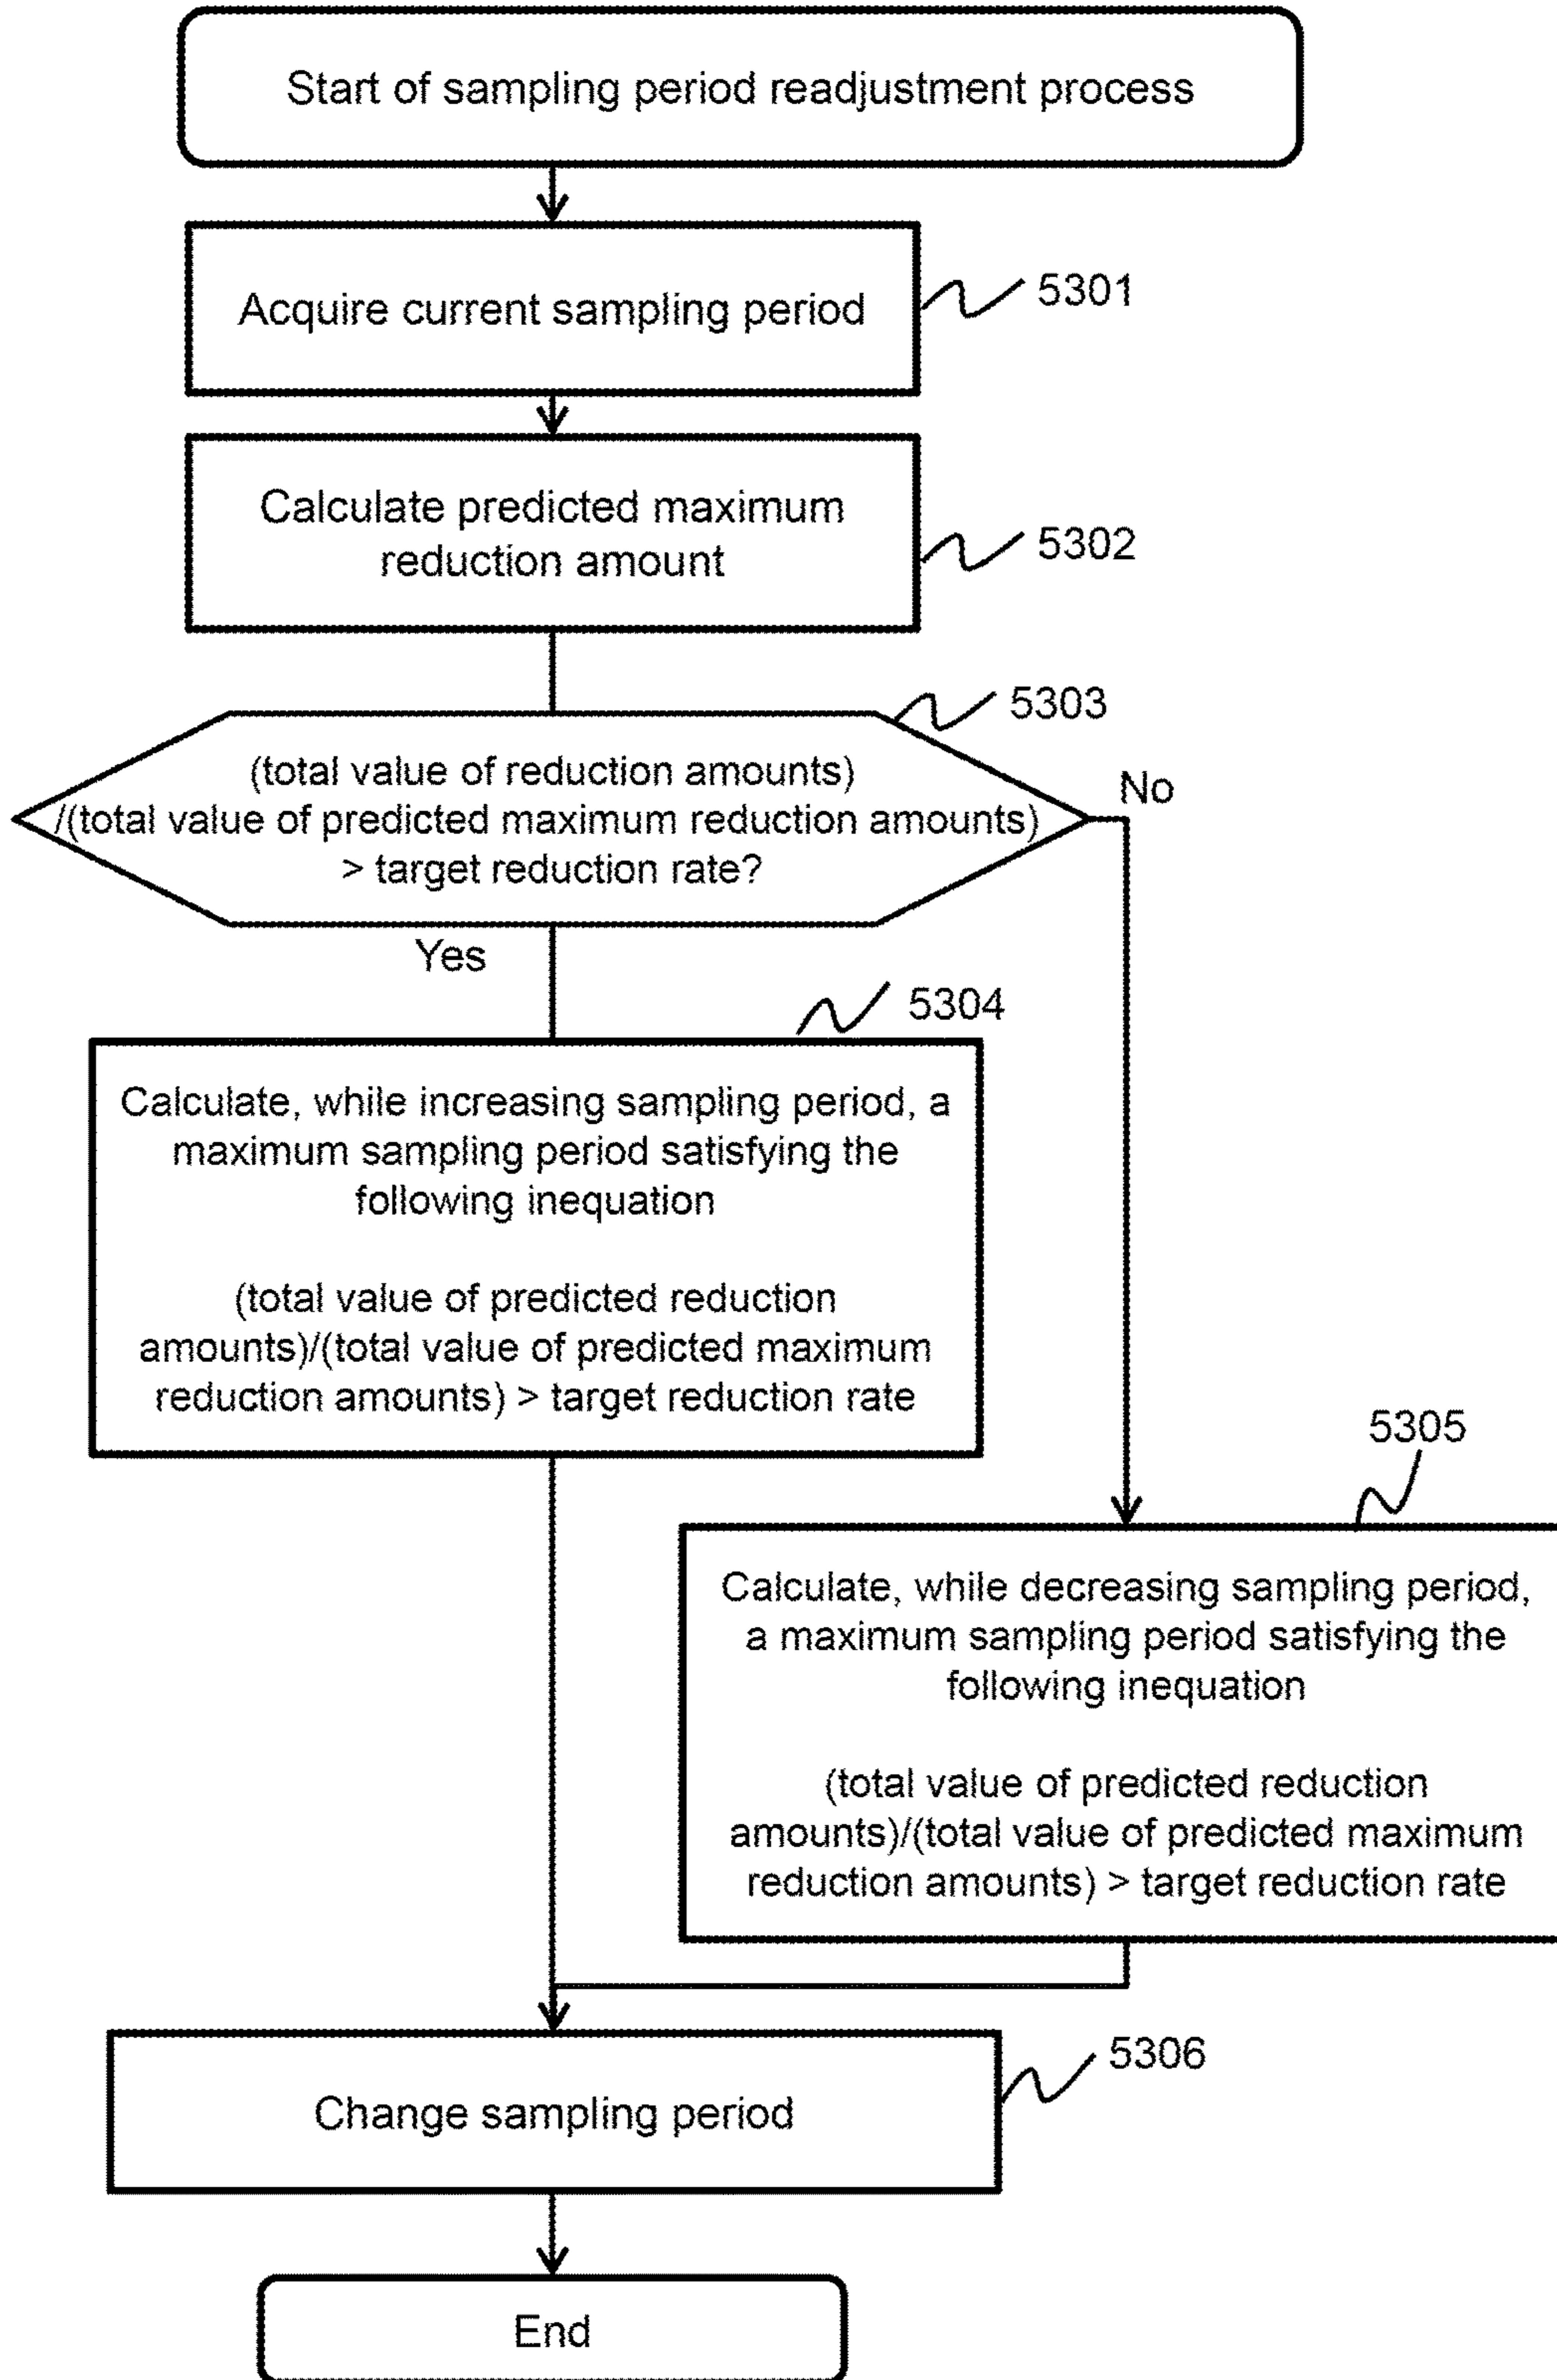 Start of sampling period readjustment process
Acquire current sampling period
5301
Calculate predicted maximum
reduction amount
5302
5303
(total value of reduction amounts)
/(total value of predicted maximum reduction amounts)
> target reduction rate?
No
Yes
5304
Calculate, while increasing sampling period, a
maximum sampling period satisfying the
following inequation
(total value of predicted reduction
amounts)/(total value of predicted maximum
reduction amounts) > target reduction rate
5305
Calculate, while decreasing sampling period,
a maximum sampling period satisfying the
following inequation
(total value of predicted reduction
amounts)/(total value of predicted maximum
reduction amounts) > target reduction rate
Change sampling period
5306
End